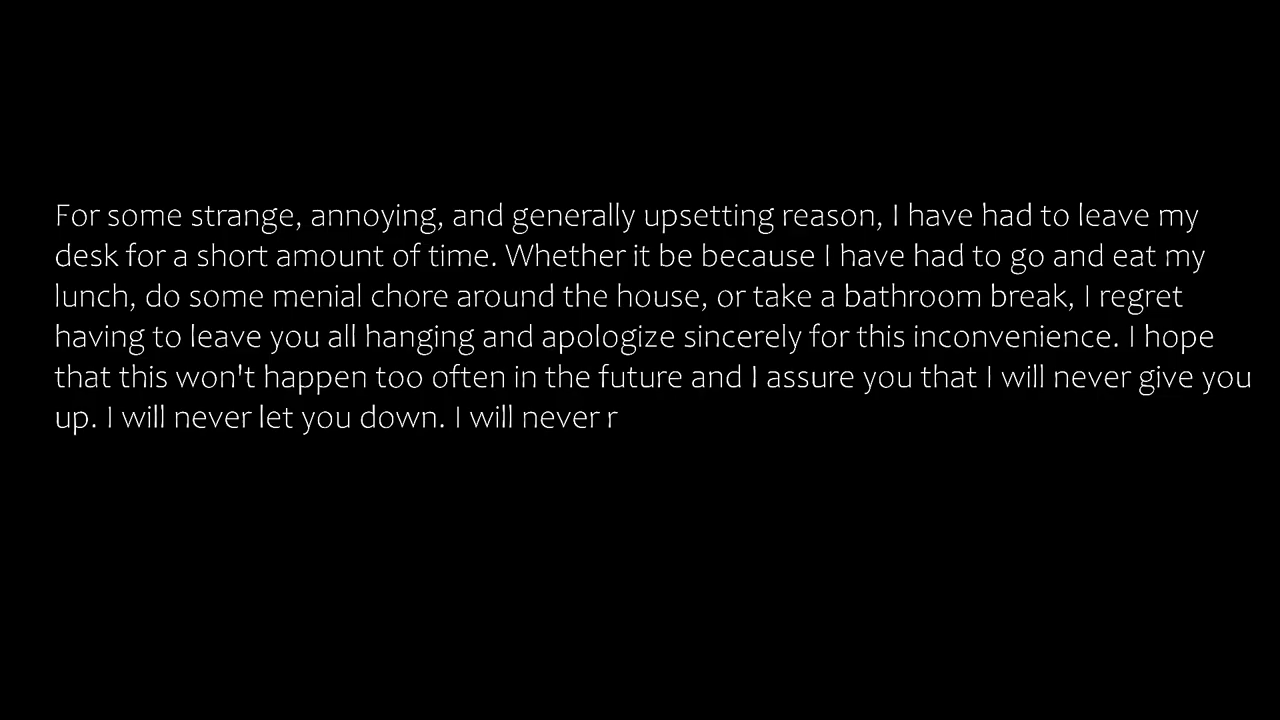 For some strange, annoying, and generally upsetting reason, I have had to leave my
desk for a short amount of time. Whether it be because I have had to go and eat my
lunch, do some menial chore around the house, or take a bathroom break, I regret
having to leave you all hanging and apologize sincerely for this inconvenience. I hope
that this won't happen too often in the future and I assure you that I will never give you
up. I will never let you down. I will never r